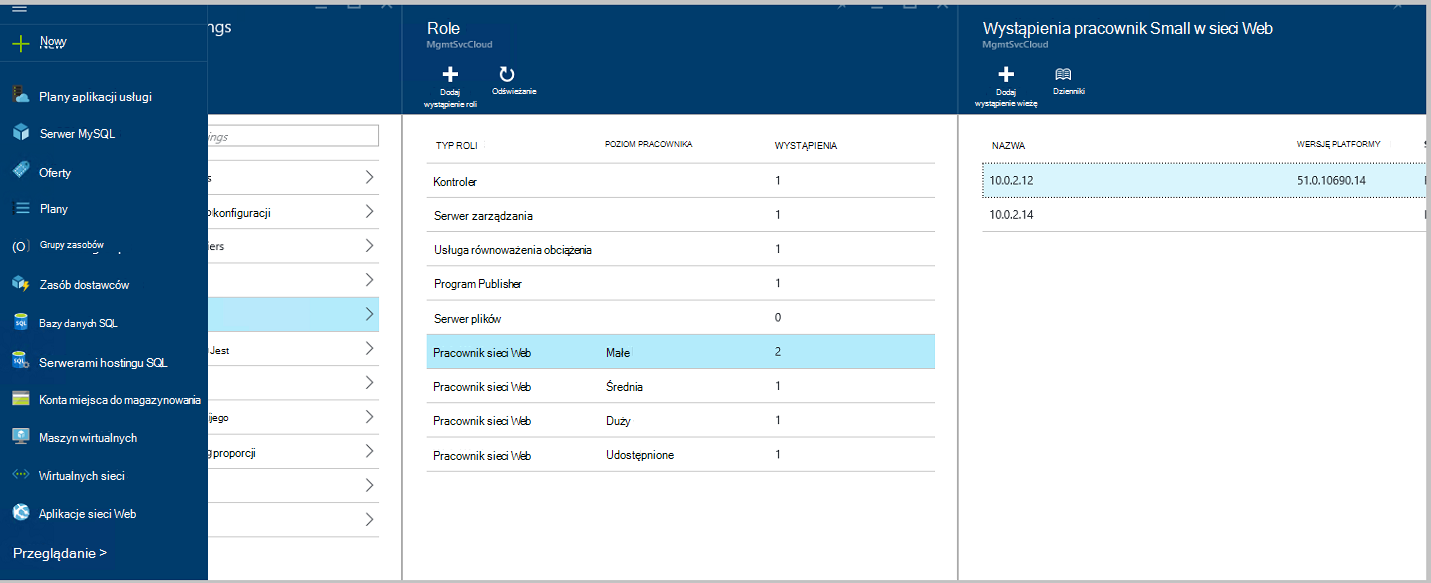 Nowy
Plany aplikacji usługi
Serwer MySQL
Oferty
Plany
Grupy zasobów
Zasób dostawców
Bazy danych SQL
Serwerami hostingu SQL
Konta miejsca do magazynowania
Maszyn wirtualnych
Wirtualnych sieci
Aplikacje sieci Web
Przeglądanie >
ngs
ings
s
konfiguracji
iers
Jest
ijego
proporcji
Role
MgmtSvcCloud
Dodaj
wystąpienie roli
Odświeżanie
TYP ROLI POZIOM PRACOWNIKA WYSTĄPIENIA
Kontroler 1
Serwer zarządzania 1
Usługa równoważenia obciążenia 1
Program Publisher 1
Serwer plików 0
Pracownik sieci Web Małe 2
Pracownik sieci Web Średnia 1
Pracownik sieci Web Duży 1
Pracownik sieci Web Udostępnione 1
Wystąpienia pracownik Small w sieci Web
MgmtSvcCloud
Dodaj
wystąpienie wieżę
Dzienniki
NAZWA WERSJĘ PLATFORMY
10.0.2.12 51.0.10690.14
10.0.2.14